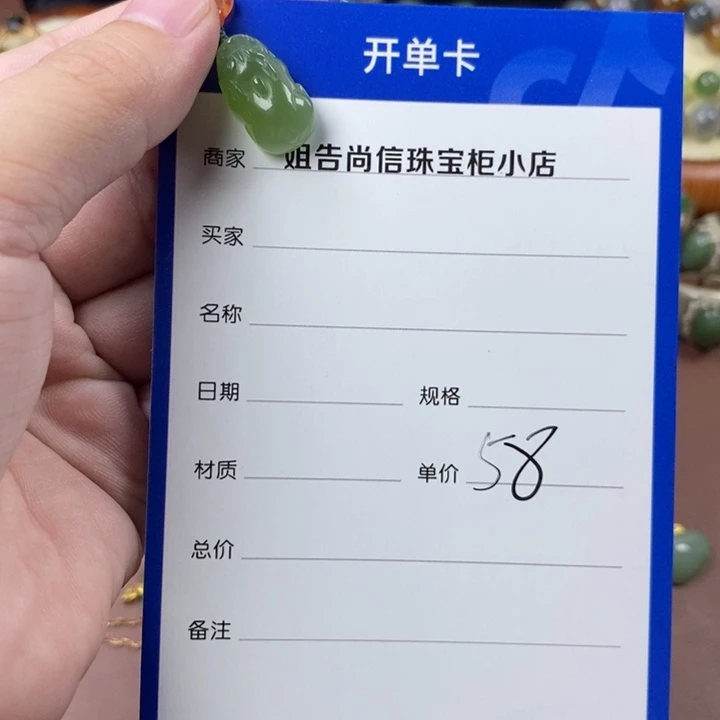 开单卡
商家 姐告尚信珠宝柜小店
买家
名称
日期 规格
材质 单价 58
总价
备注